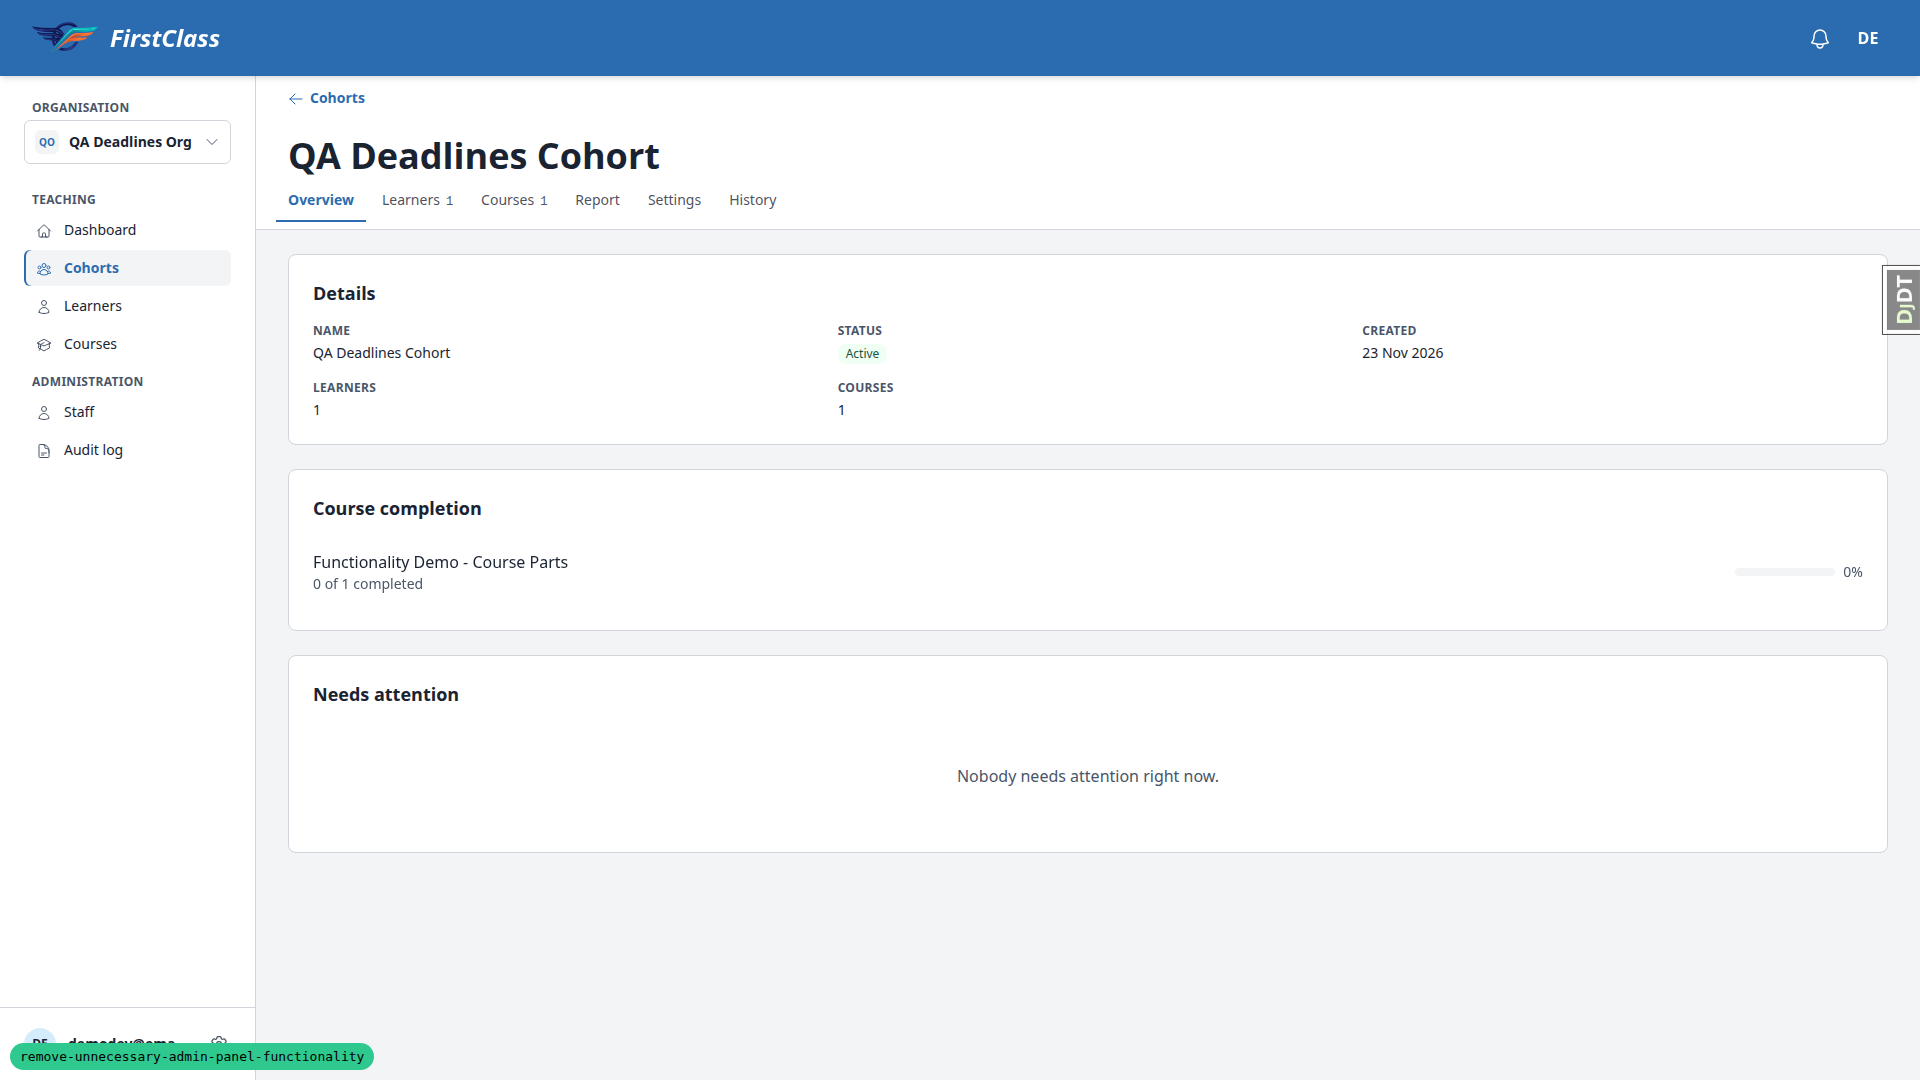 FirstClass
DE
ORGANISATION
QO QA Deadlines Org
TEACHING
Dashboard
Cohorts
Learners
Courses
ADMINISTRATION
Staff
Audit log
Cohorts
QA Deadlines Cohort
Overview Learners 1 Courses 1 Report Settings History
Details
NAME STATUS CREATED
QA Deadlines Cohort Active 23 Nov 2026
LEARNERS COURSES
1 1
Course completion
Functionality Demo - Course Parts
0 of 1 completed
0%
Needs attention
Nobody needs attention right now.
DjDT
remove-unnecessary-admin-panel-functionality